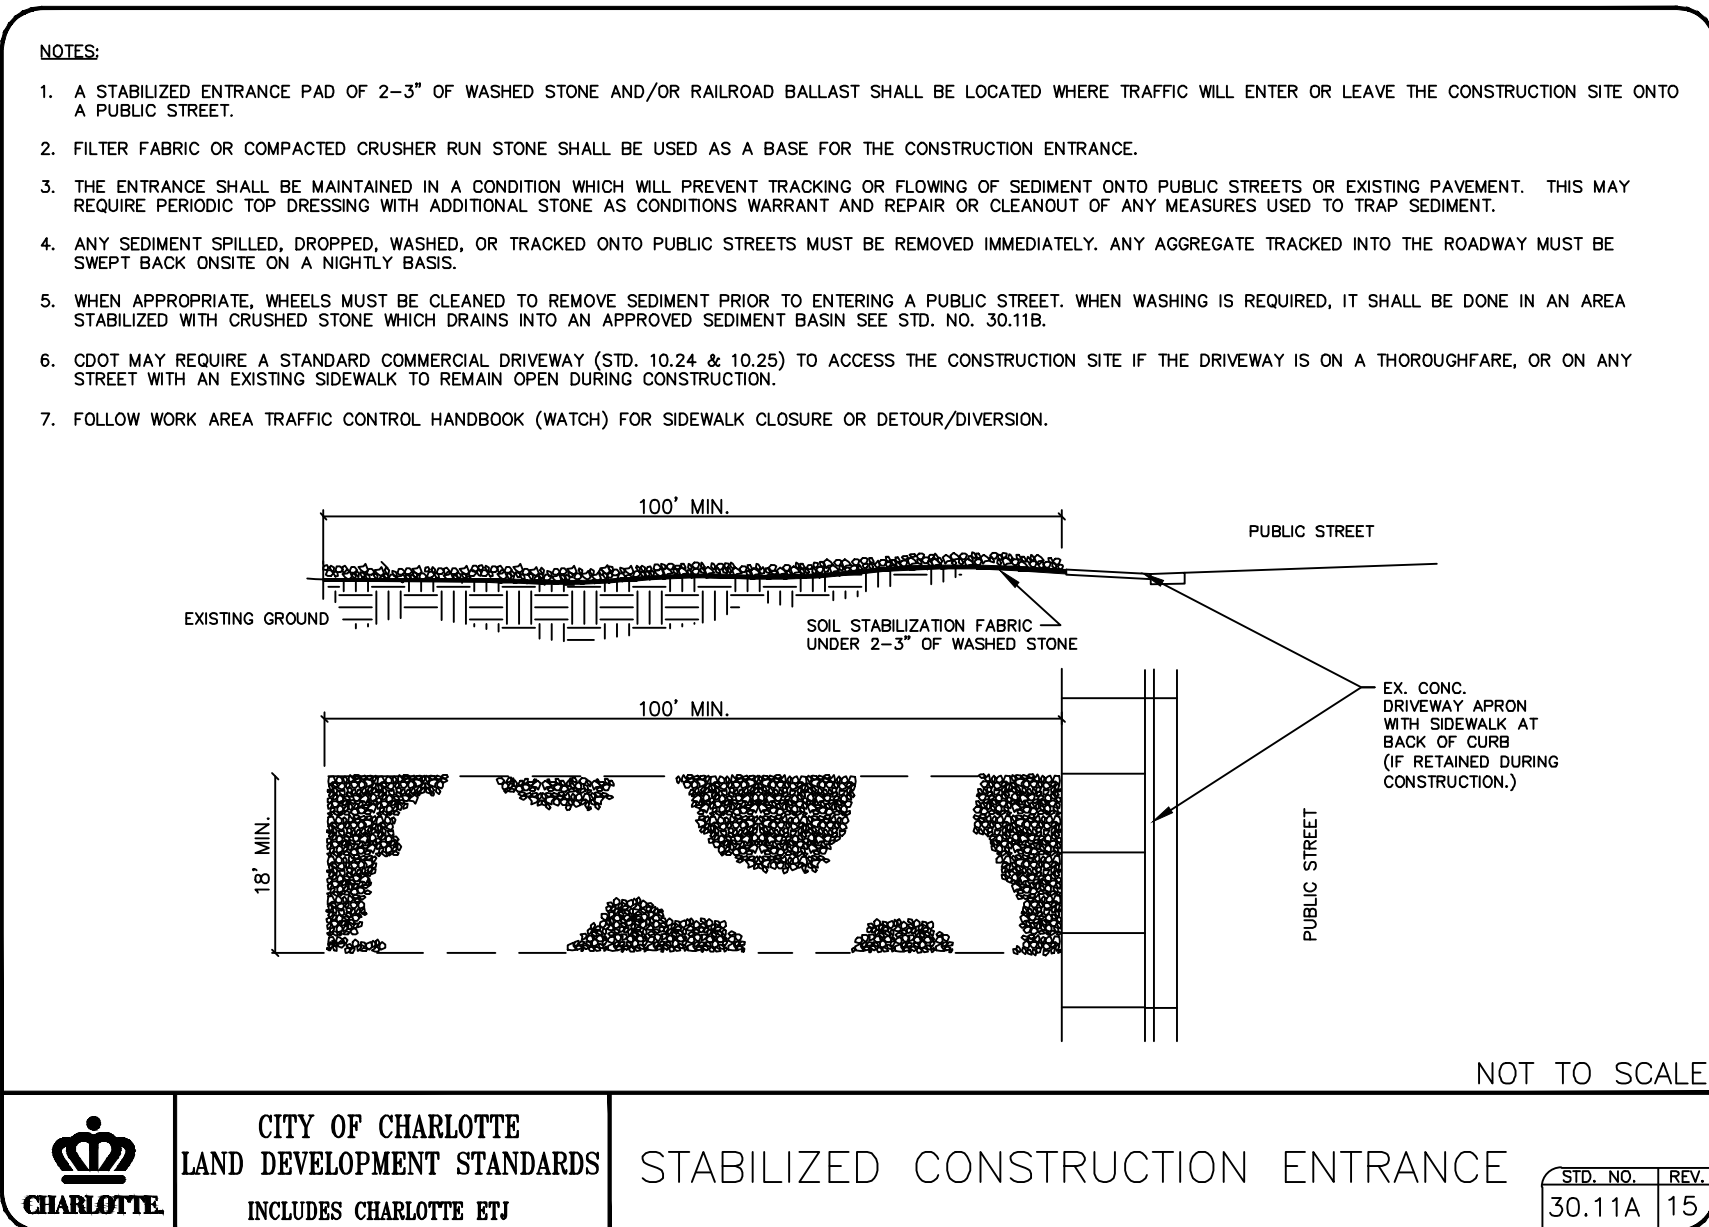 NOTES:
1. A STABILIZED ENTRANCE PAD OF 2-3" OF WASHED STONE AND/OR RAILROAD BALLAST SHALL BE LOCATED WHERE TRAFFIC WILL ENTER OR LEAVE THE CONSTRUCTION SITE ONTO
A PUBLIC STREET.
2. FILTER FABRIC OR COMPACTED CRUSHER RUN STONE SHALL BE USED AS A BASE FOR THE CONSTRUCTION ENTRANCE.
3. THE ENTRANCE SHALL BE MAINTAINED IN A CONDITION WHICH WILL PREVENT TRACKING OR FLOWING OF SEDIMENT ONTO PUBLIC STREETS OR EXISTING PAVEMENT. THIS MAY
REQUIRE PERIODIC TOP DRESSING WITH ADDITIONAL STONE AS CONDITIONS WARRANT AND REPAIR OR CLEANOUT OF ANY MEASURES USED TO TRAP SEDIMENT.
4. ANY SEDIMENT SPILLED, DROPPED, WASHED, OR TRACKED ONTO PUBLIC STREETS MUST BE REMOVED IMMEDIATELY. ANY AGGREGATE TRACKED INTO THE ROADWAY MUST BE
SWEPT BACK ONSITE ON A NIGHTLY BASIS.
5. WHEN APPROPRIATE, WHEELS MUST BE CLEANED TO REMOVE SEDIMENT PRIOR TO ENTERING A PUBLIC STREET. WHEN WASHING IS REQUIRED, IT SHALL BE DONE IN AN AREA
STABILIZED WITH CRUSHED STONE WHICH DRAINS INTO AN APPROVED SEDIMENT BASIN SEE STD. NO. 30.11B.
6. CDOT MAY REQUIRE A STANDARD COMMERCIAL DRIVEWAY (STD. 10.24 & 10.25) TO ACCESS THE CONSTRUCTION SITE IF THE DRIVEWAY IS ON A THOROUGHFARE, OR ON ANY
STREET WITH AN EXISTING SIDEWALK TO REMAIN OPEN DURING CONSTRUCTION.
7. FOLLOW WORK AREA TRAFFIC CONTROL HANDBOOK (WATCH) FOR SIDEWALK CLOSURE OR DETOUR/DIVERSION.
100' MIN.
PUBLIC STREET
EXISTING GROUND
SOIL STABILIZATION FABRIC
UNDER 2-3" OF WASHED STONE
100' MIN.
EX. CONC.
DRIVEWAY APRON
WITH SIDEWALK AT
BACK OF CURB
(IF RETAINED DURING
CONSTRUCTION.)
18' MIN.
PUBLIC STREET
NOT TO SCALE
CHARLOTTE.
CITY OF CHARLOTTE
LAND DEVELOPMENT STANDARDS
INCLUDES CHARLOTTE ETJ
STABILIZED CONSTRUCTION ENTRANCE
STD. NO. REV.
30.11A 15